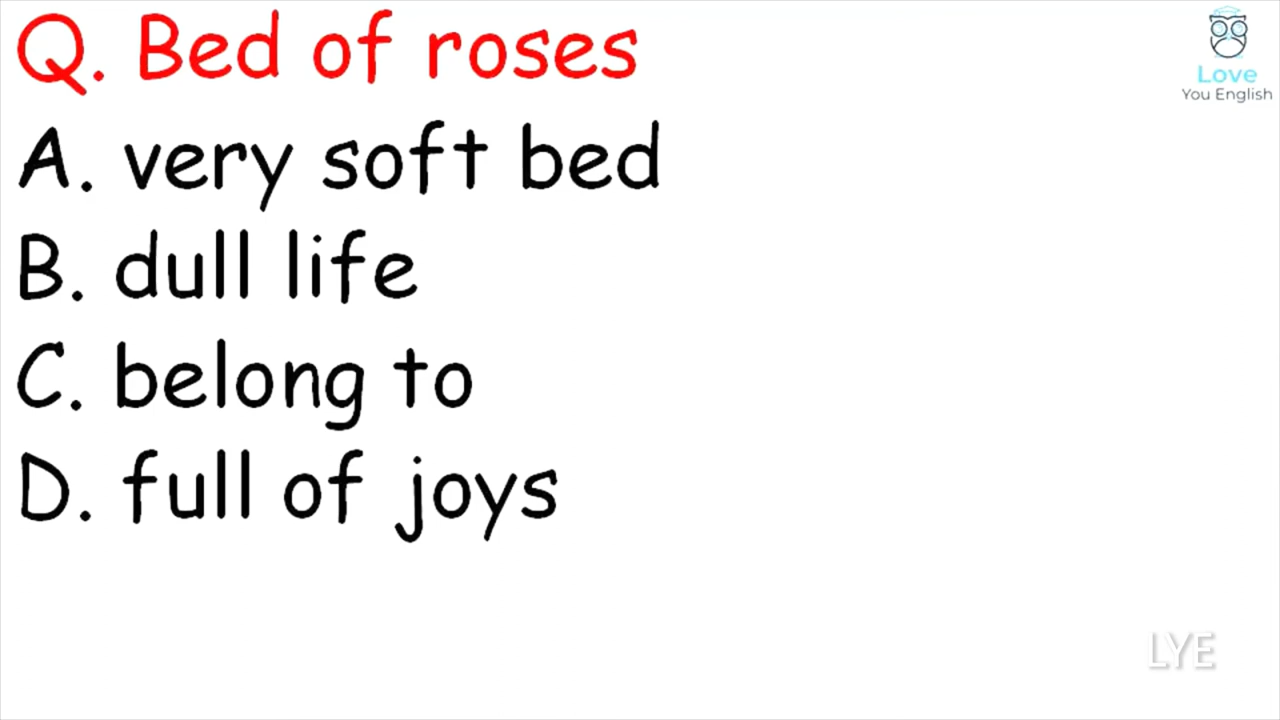 Q. Bed of roses
A. very soft bed
B. dull life
C. belong to
D. full of joys
Love
You English
LYE